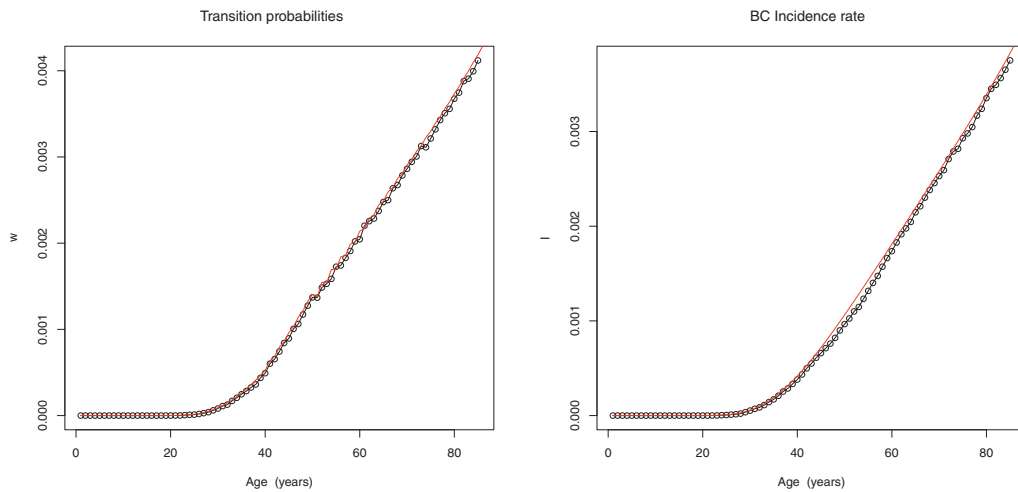 Transition probabilities
w
0.004
0.003
0.002
0.001
0.000
0 20 40 60 80
Age (years)
BC Incidence rate
I
0.003
0.002
0.001
0.000
0 20 40 60 80
Age (years)